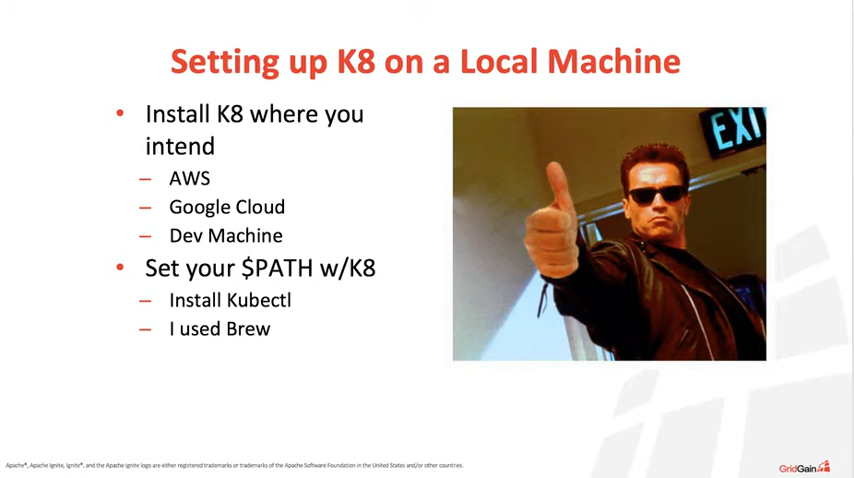 Setting up K8 on a Local Machine
• Install K8 where you
intend
– AWS
– Google Cloud
– Dev Machine
• Set your $PATH w/K8
– Install Kubectl
– I used Brew
EXI
Apache®, Apache Ignite, Ignite®, and the Apache Ignite logo are either registered trademarks or trademarks of the Apache Software Foundation in the United States and/or other countries.
GridGain